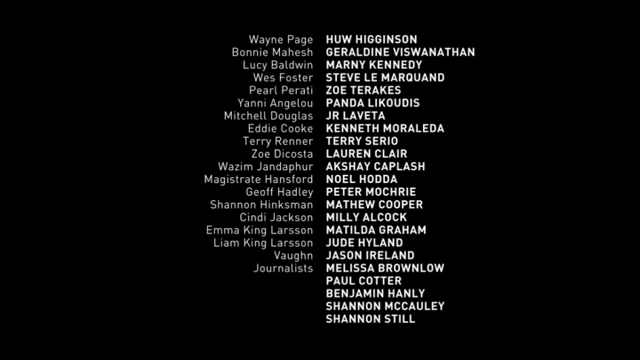 Wayne Page HUW HIGGINSON
Bonnie Mahesh GERALDINE VISWANATHAN
Lucy Baldwin MARNY KENNEDY
Wes Foster STEVE LE MARQUAND
Pearl Perati ZOE TERAKES
Yanni Angelou PANDA LIKOUDIS
Mitchell Douglas JR LAVETA
Eddie Cooke KENNETH MORALEDA
Terry Renner TERRY SERIO
Zoe Dicosta LAUREN CLAIR
Wazim Jandaphur AKSHAY CAPLASH
Magistrate Hansford NOEL HODDA
Geoff Hadley PETER MOCHRIE
Shannon Hinksman MATHEW COOPER
Cindi Jackson MILLY ALCOCK
Emma King Larsson MATILDA GRAHAM
Liam King Larsson JUDE HYLAND
Vaughn JASON IRELAND
Journalists MELISSA BROWNLOW
PAUL COTTER
BENJAMIN HANLY
SHANNON MCCAULEY
SHANNON STILL